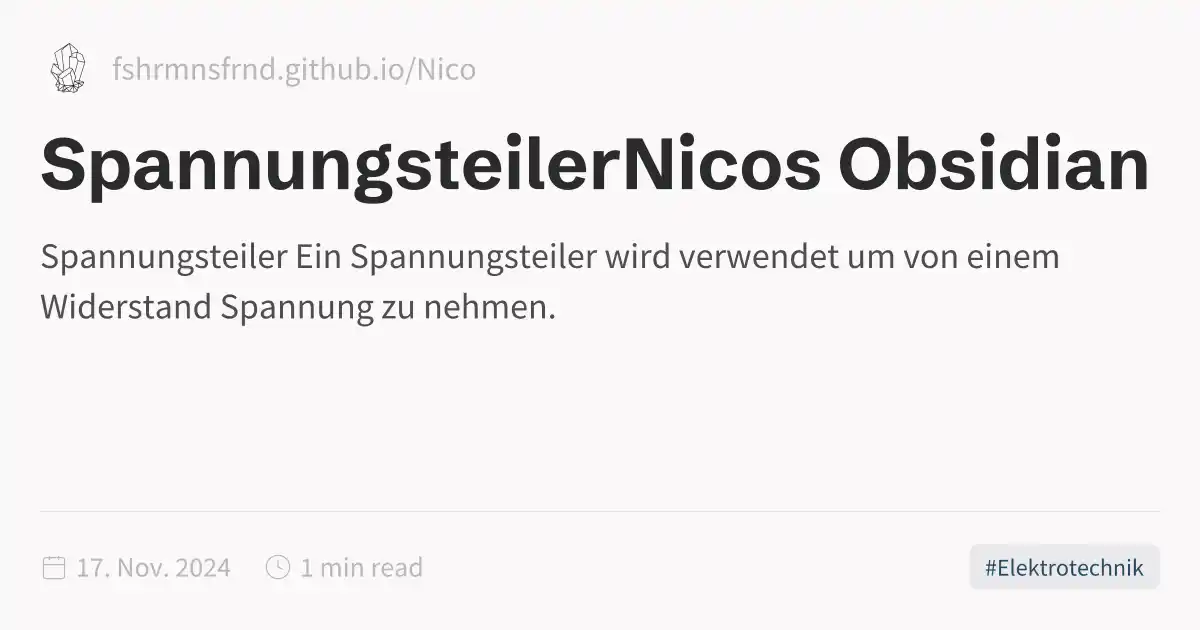 fshrmnsfrnd.github.io/Nico
SpannungsteilerNicos Obsidian
Spannungsteiler Ein Spannungsteiler wird verwendet um von einem
Widerstand Spannung zu nehmen.
17. Nov. 2024 1 min read #Elektrotechnik